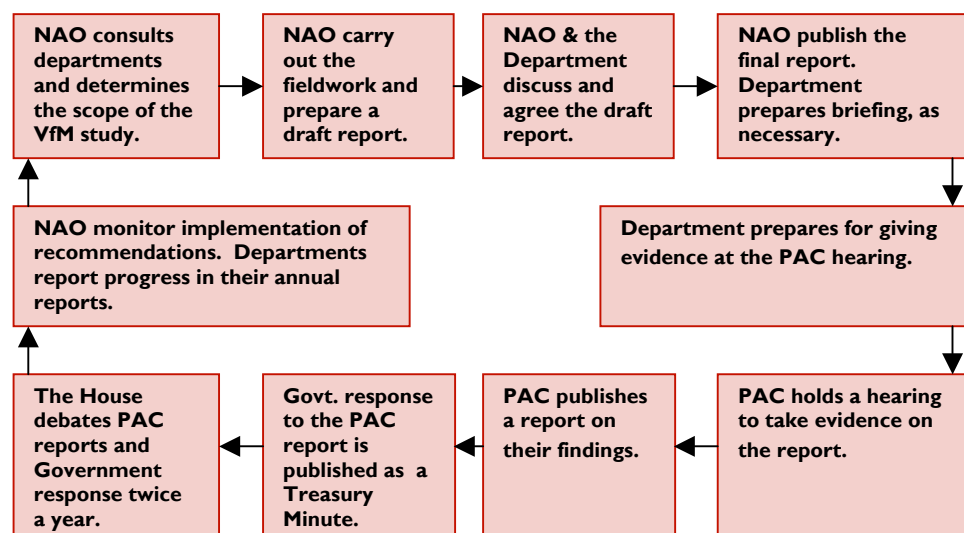 NAO consults
departments
and determines
the scope of the
VfM study.
NAO carry
out the
fieldwork and
prepare a
draft report.
NAO & the
Department
discuss and
agree the draft
report.
NAO publish the
final report.
Department
prepares briefing, as
necessary.
Department prepares for giving
evidence at the PAC hearing.
PAC holds a hearing
to take evidence on
the report.
PAC publishes
a report on
their findings.
Govt. response
to the PAC
report is
published as a
Treasury
Minute.
The House
debates PAC
reports and
Government
response twice
a year.
NAO monitor implementation of
recommendations. Departments
report progress in their annual
reports.